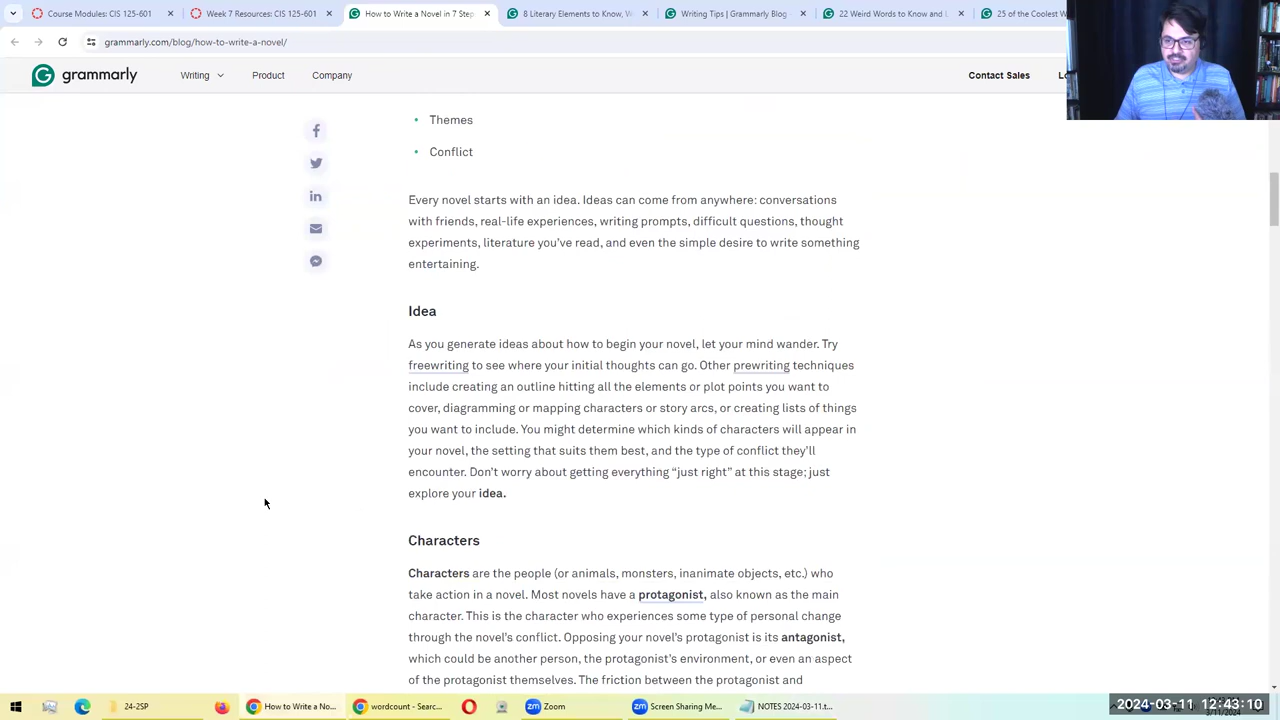 Course Modules: CIS 125-601
Week 7 Resources: CIS 125-601
How to Write a Novel in 7 Step
8 Literary Elements to Know, W
Writing Tips | Grammarly Blog
22 Weird Words to Know and I
25 of the Coolest W
grammarly.com/blog/how-to-write-a-novel/
grammarly
Writing
Product
Company
Contact Sales
Themes
Conflict
Every novel starts with an idea. Ideas can come from anywhere: conversations
with friends, real-life experiences, writing prompts, difficult questions, thought
experiments, literature you’ve read, and even the simple desire to write something
entertaining.
Idea
As you generate ideas about how to begin your novel, let your mind wander. Try
freewriting to see where your initial thoughts can go. Other prewriting techniques
include creating an outline hitting all the elements or plot points you want to
cover, diagramming or mapping characters or story arcs, or creating lists of things
you want to include. You might determine which kinds of characters will appear in
your novel, the setting that suits them best, and the type of conflict they’ll
encounter. Don’t worry about getting everything “just right” at this stage; just
explore your idea.
Characters
Characters are the people (or animals, monsters, inanimate objects, etc.) who
take action in a novel. Most novels have a protagonist, also known as the main
character. This is the character who experiences some type of personal change
through the novel’s conflict. Opposing your novel’s protagonist is its antagonist,
which could be another person, the protagonist’s environment, or even an aspect
of the protagonist themselves. The friction between the protagonist and
24-2SP
How to Write a No...
wordcount - Searc...
Zoom
Screen Sharing Me...
NOTES 2024-03-11.t...
2024-03-11 12:43:10